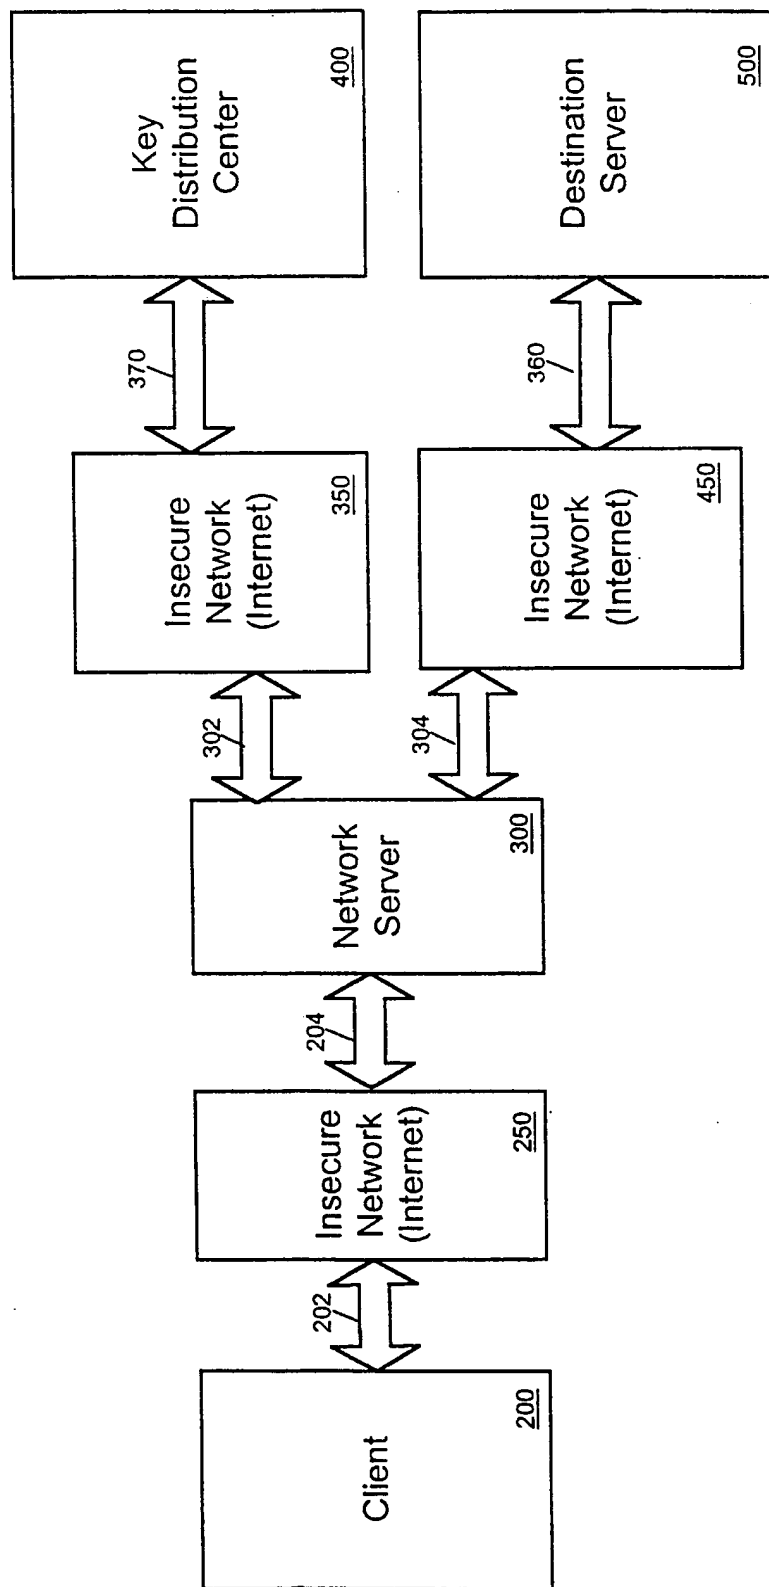 Client
200
202
Insecure
Network
(Internet)
250
204
Network
Server
300
302
304
Insecure
Network
(Internet)
350
Insecure
Network
(Internet)
450
370
360
Key
Distribution
Center
400
Destination
Server
500